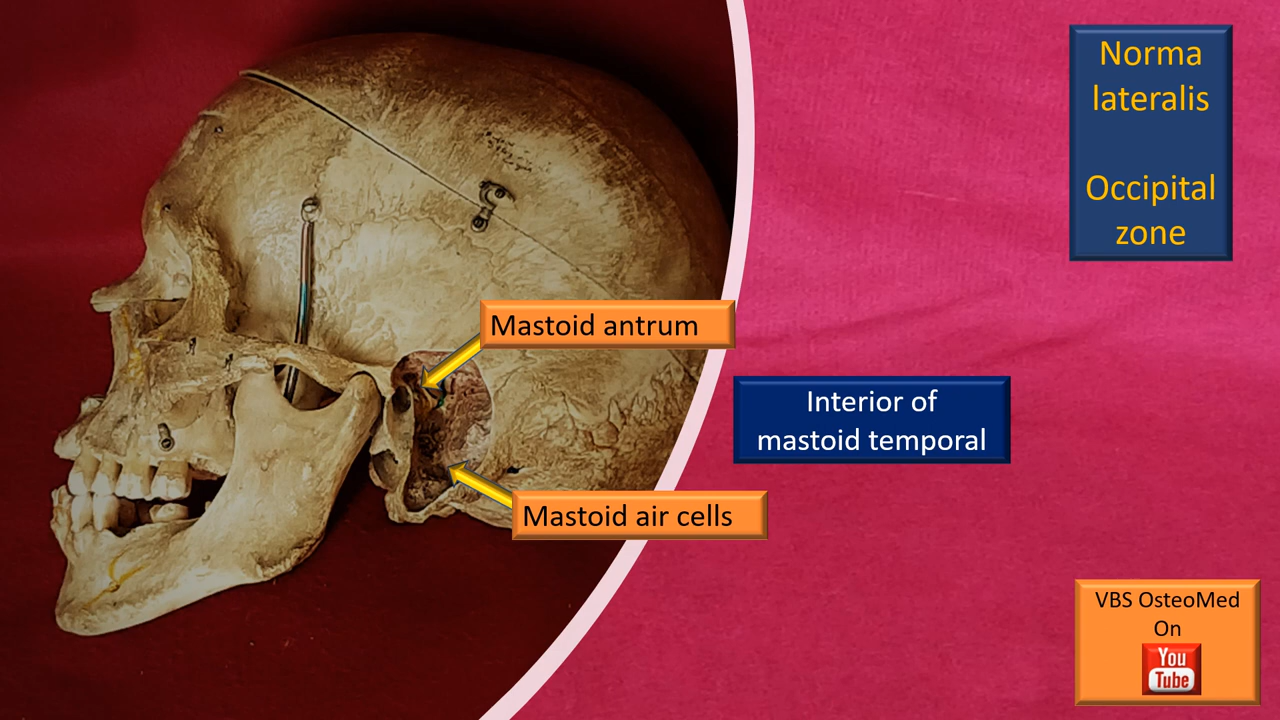 Norma
lateralis
Occipital
zone
Mastoid antrum
Interior of
mastoid temporal
Mastoid air cells
VBS OsteoMed
On
You
Tube